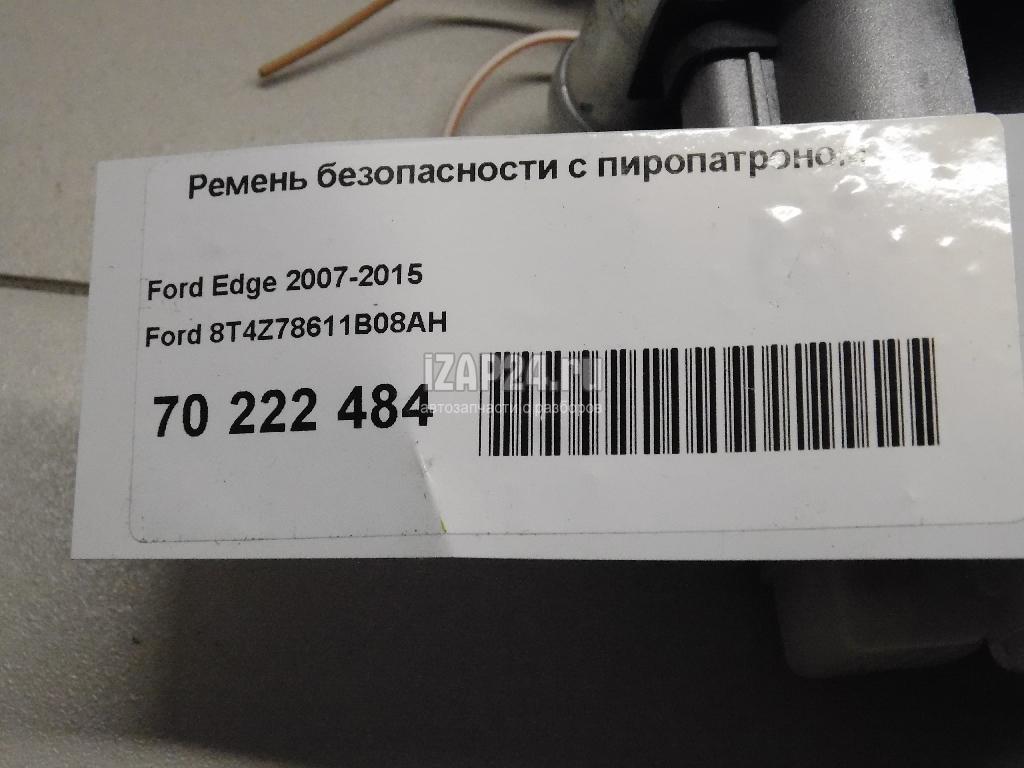 Ремень безопасности с пиропатроном
Ford Edge 2007-2015
Ford 8T4Z78611B08AH
70 222 484
iZAP24.ru
автозапчасти с разборов